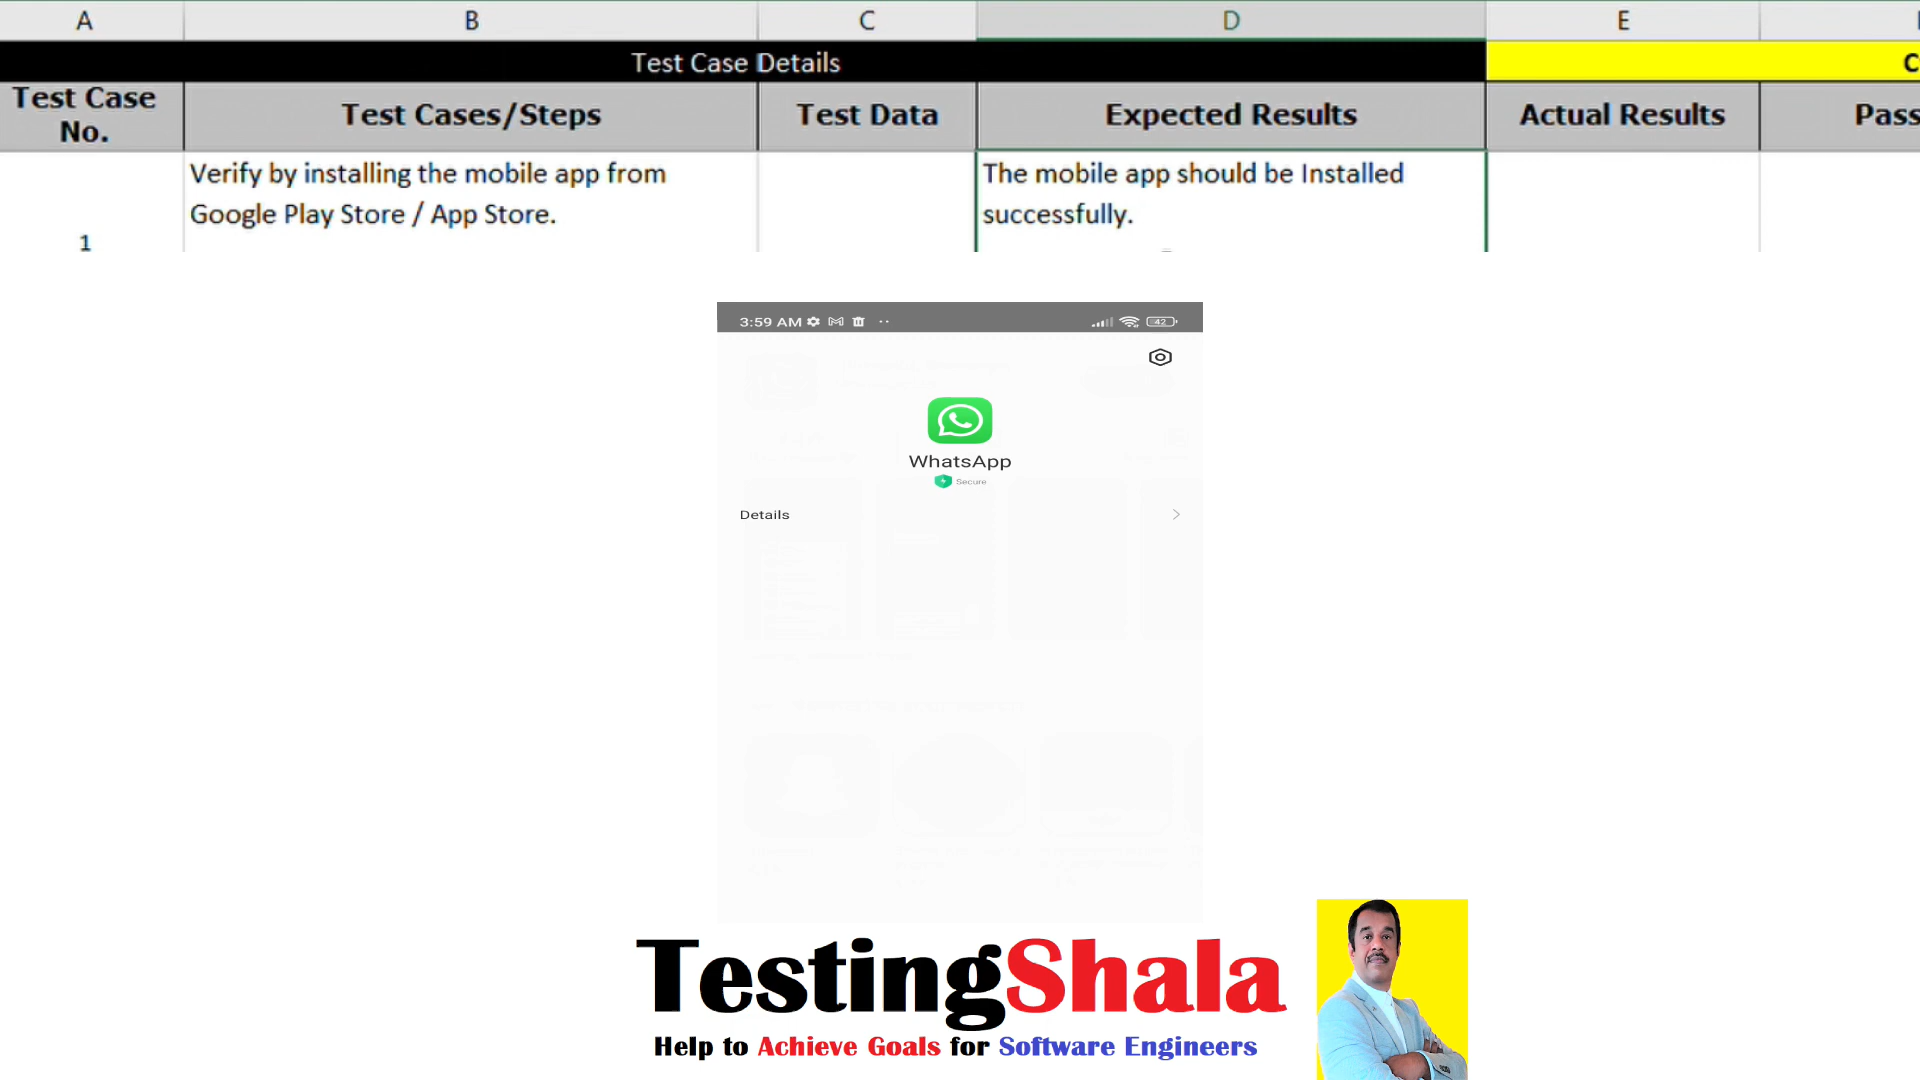 A B C D E
Test Case Details C
Test Case No. Test Cases/Steps Test Data Expected Results Actual Results Pass
Verify by installing the mobile app from
Google Play Store / App Store.
The mobile app should be Installed
successfully.
1
3:59 AM 42
WhatsApp
Secure
Details
TestingShala
Help to Achieve Goals for Software Engineers